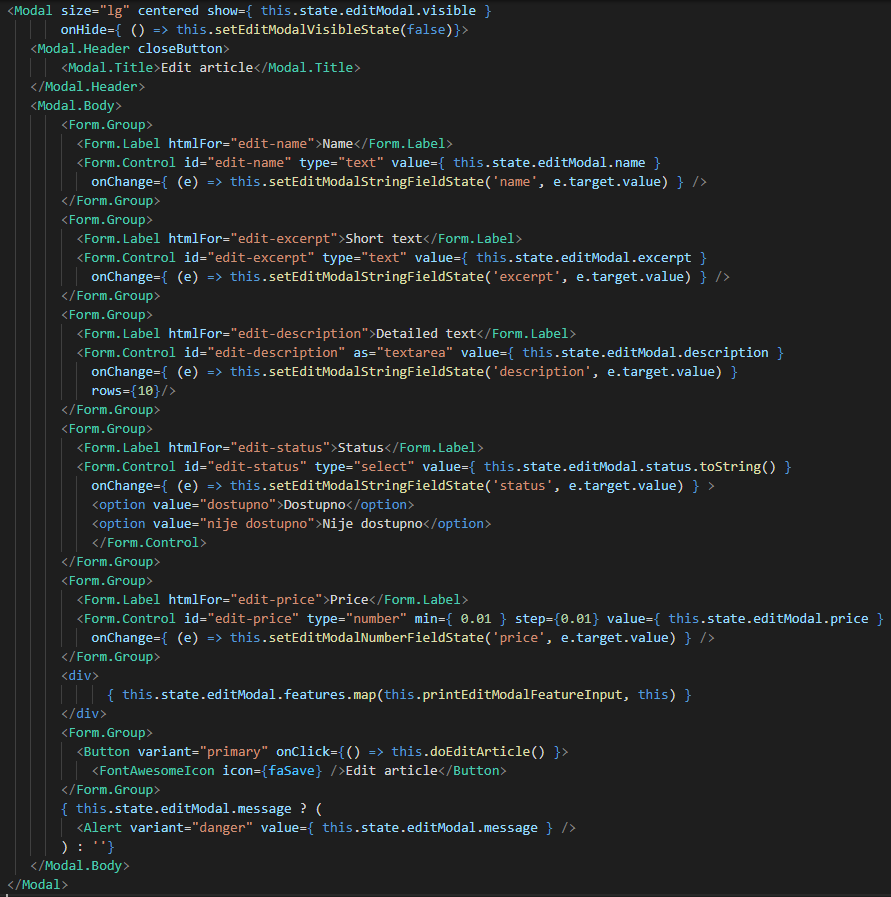 <Modal size="lg" centered show={ this.state.editModal.visible }
onHide={ () => this.setEditModalVisibleState(false)}>
<Modal.Header closeButton>
<Modal.Title>Edit article</Modal.Title>
</Modal.Header>
<Modal.Body>
<Form.Group>
<Form.Label htmlFor="edit-name">Name</Form.Label>
<Form.Control id="edit-name" type="text" value={ this.state.editModal.name }
onChange={ (e) => this.setEditModalStringFieldState('name', e.target.value) } />
</Form.Group>
<Form.Group>
<Form.Label htmlFor="edit-excerpt">Short text</Form.Label>
<Form.Control id="edit-excerpt" type="text" value={ this.state.editModal.excerpt }
onChange={ (e) => this.setEditModalStringFieldState('excerpt', e.target.value) } />
</Form.Group>
<Form.Group>
<Form.Label htmlFor="edit-description">Detailed text</Form.Label>
<Form.Control id="edit-description" as="textarea" value={ this.state.editModal.description }
onChange={ (e) => this.setEditModalStringFieldState('description', e.target.value) }
rows={10}/>
</Form.Group>
<Form.Group>
<Form.Label htmlFor="edit-status">Status</Form.Label>
<Form.Control id="edit-status" type="select" value={ this.state.editModal.status.toString() }
onChange={ (e) => this.setEditModalStringFieldState('status', e.target.value) } >
<option value="dostupno">Dostupno</option>
<option value="nije dostupno">Nije dostupno</option>
</Form.Control>
</Form.Group>
<Form.Group>
<Form.Label htmlFor="edit-price">Price</Form.Label>
<Form.Control id="edit-price" type="number" min={ 0.01 } step={0.01} value={ this.state.editModal.price }
onChange={ (e) => this.setEditModalNumberFieldState('price', e.target.value) } />
</Form.Group>
<div>
{ this.state.editModal.features.map(this.printEditModalFeatureInput, this) }
</div>
<Form.Group>
<Button variant="primary" onClick={() => this.doEditArticle() }>
<FontAwesomeIcon icon={faSave} />Edit article</Button>
</Form.Group>
{ this.state.editModal.message ? (
<Alert variant="danger" value={ this.state.editModal.message } />
) : ''}
</Modal.Body>
</Modal>